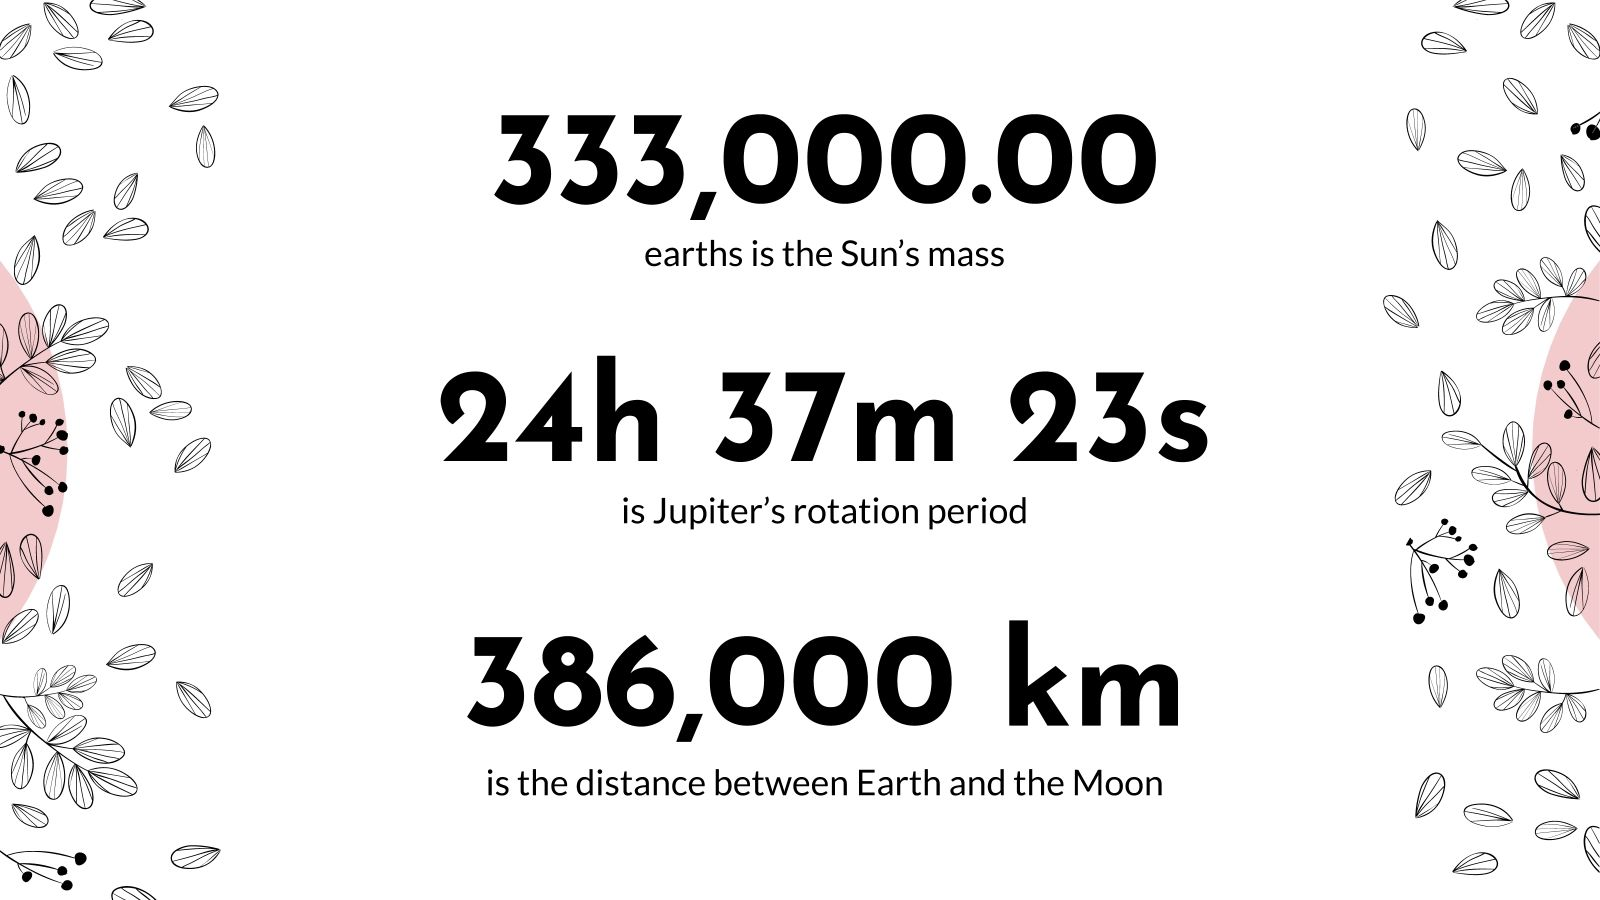 333,000.00
earths is the Sun’s mass
24h 37m 23s
is Jupiter’s rotation period
386,000 km
is the distance between Earth and the Moon